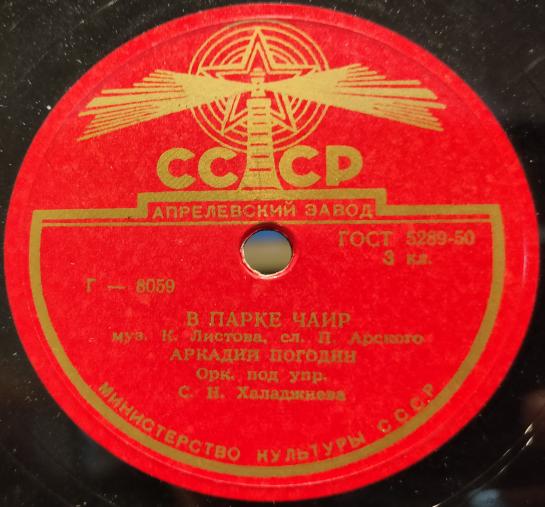 СССР
АПРЕЛЕВСКИЙ ЗАВОД
ГОСТ 5289-50
3 кл.
Г — 8059
В ПАРКЕ ЧАИР
муз. К. Листова, сл. П. Арского
АРКАДИЙ ПОГОДИН
Орк. под упр.
С. Н. Халаджиева
МИНИСТЕРСТВО КУЛЬТУРЫ СССР